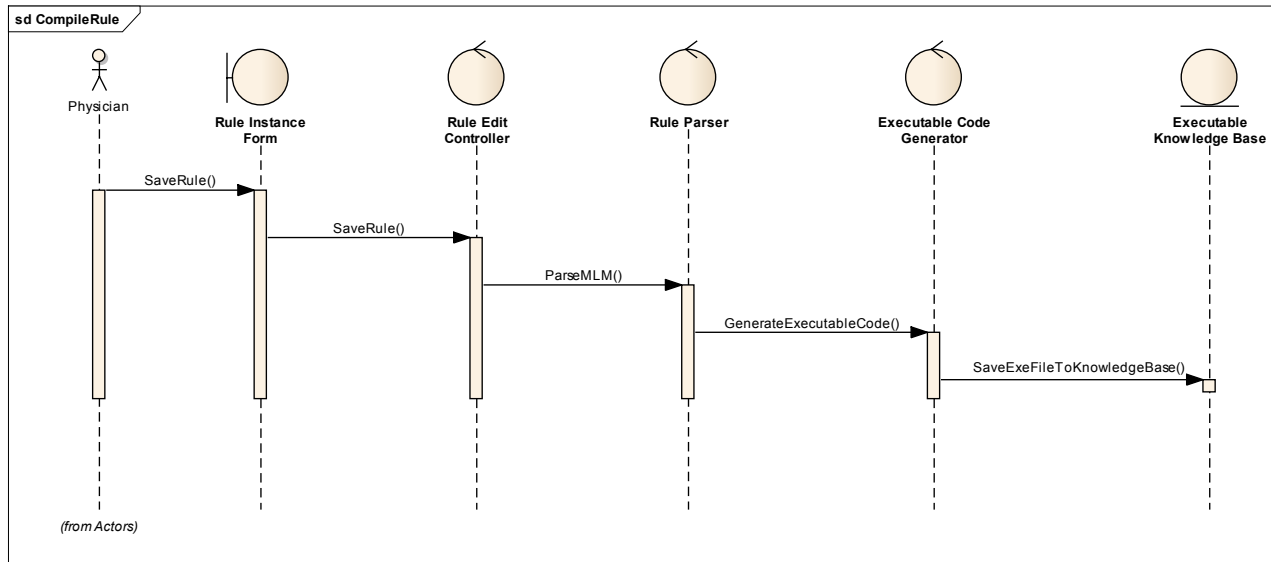 sd CompileRule
Physician
Rule Instance
Form
Rule Edit
Controller
Rule Parser
Executable Code
Generator
Executable
Knowledge Base
SaveRule()
SaveRule()
ParseMLM()
GenerateExecutableCode()
SaveExeFileToKnowledgeBase()
(from Actors)